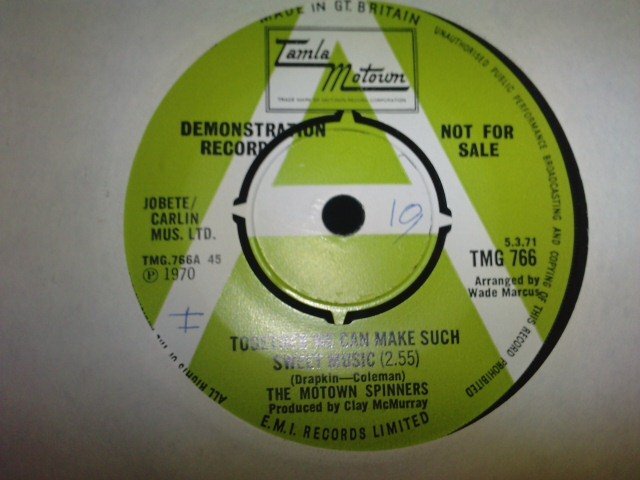 MADE IN GT. BRITAIN
UNAUTHORISED PUBLIC PERFORMANCE BROADCASTING AND COPYING OF THIS RECORD PROHIBITED
Tamla
Motown
DEMONSTRATION
RECORD
NOT FOR
SALE
JOBETE/
CARLIN
MUS. LTD.
19
TMG.766A 45
℗ 1970
5.3.71
TMG 766
Arranged by
Wade Marcus
TOGETHER WE CAN MAKE SUCH
SWEET MUSIC (2.55)
(Drapkin—Coleman)
THE MOTOWN SPINNERS
Produced by Clay McMurray
E.M.I. RECORDS LIMITED
ALL RIGHTS